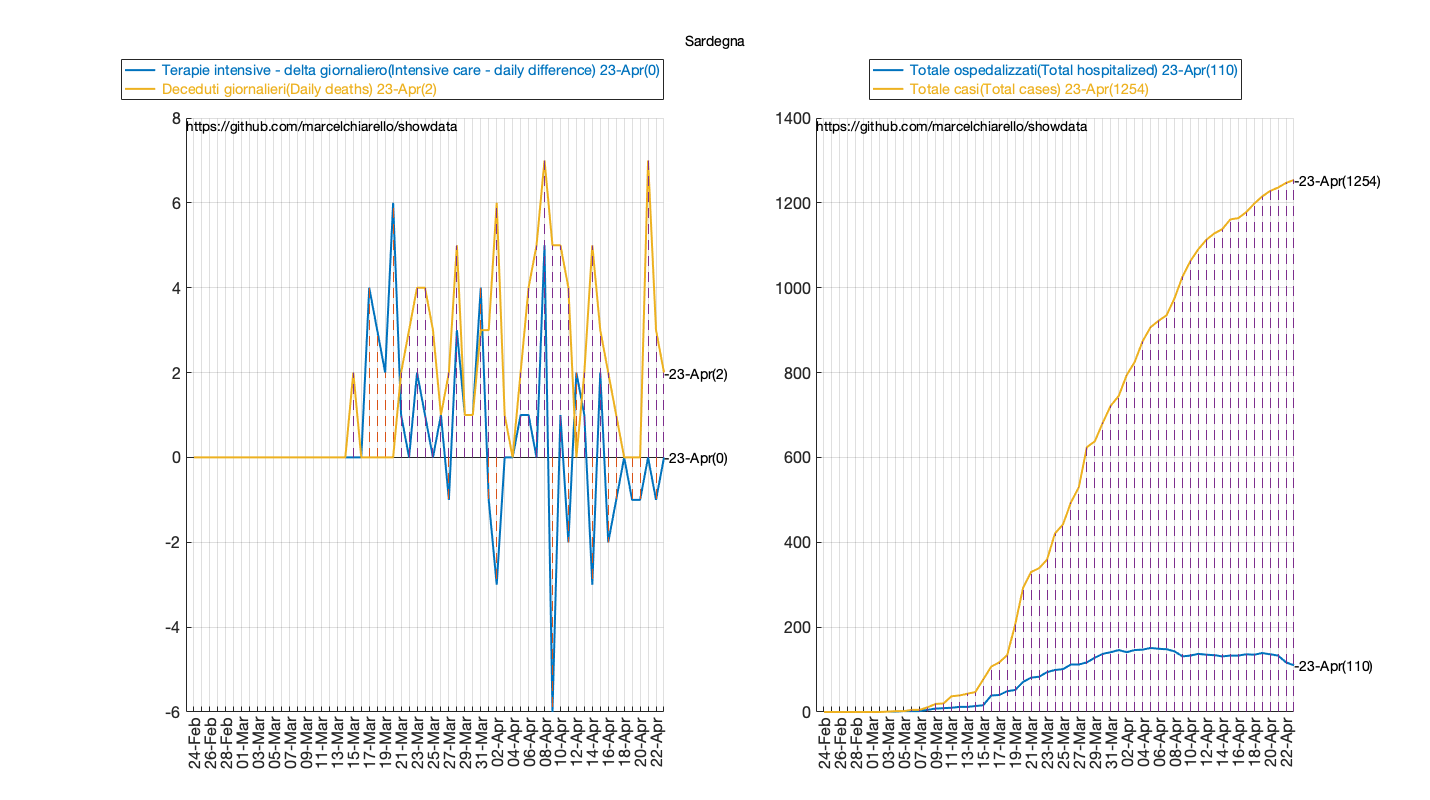 Sardegna
Terapie intensive - delta giornaliero(Intensive care - daily difference) 23-Apr(0)
Deceduti giornalieri(Daily deaths) 23-Apr(2)
8
https://github.com/marcelchiarello/showdata
6
4
2
-23-Apr(2)
0
-23-Apr(0)
-2
-4
-6
24-Feb
26-Feb
28-Feb
01-Mar
03-Mar
05-Mar
07-Mar
09-Mar
11-Mar
13-Mar
15-Mar
17-Mar
19-Mar
21-Mar
23-Mar
25-Mar
27-Mar
29-Mar
31-Mar
02-Apr
04-Apr
06-Apr
08-Apr
10-Apr
12-Apr
14-Apr
16-Apr
18-Apr
20-Apr
22-Apr
Totale ospedalizzati(Total hospitalized) 23-Apr(110)
Totale casi(Total cases) 23-Apr(1254)
1400
https://github.com/marcelchiarello/showdata
-23-Apr(1254)
1200
1000
800
600
400
200
-23-Apr(110)
0
24-Feb
26-Feb
28-Feb
01-Mar
03-Mar
05-Mar
07-Mar
09-Mar
11-Mar
13-Mar
15-Mar
17-Mar
19-Mar
21-Mar
23-Mar
25-Mar
27-Mar
29-Mar
31-Mar
02-Apr
04-Apr
06-Apr
08-Apr
10-Apr
12-Apr
14-Apr
16-Apr
18-Apr
20-Apr
22-Apr